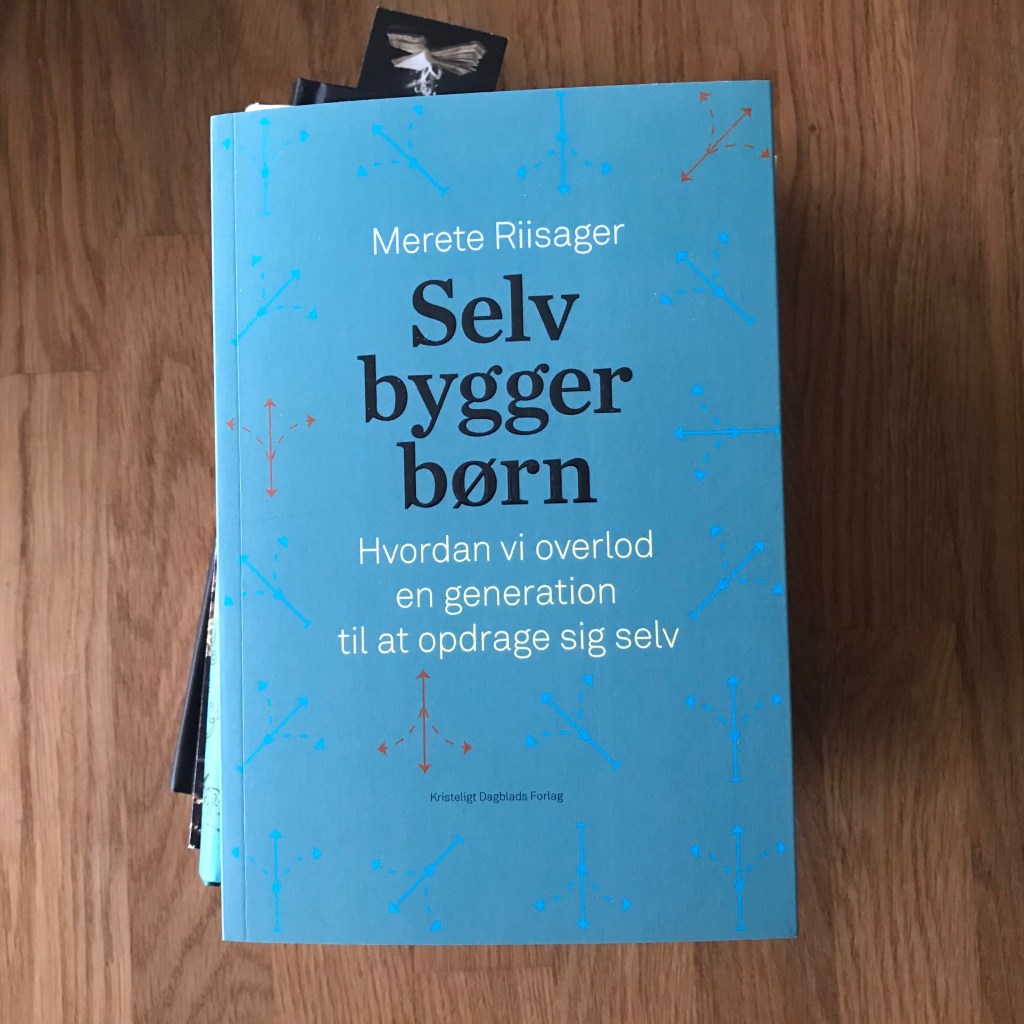 Merete Riisager
Selv
bygger
børn
Hvordan vi overlod
en generation
til at opdrage sig selv
Kristeligt Dagblads Forlag